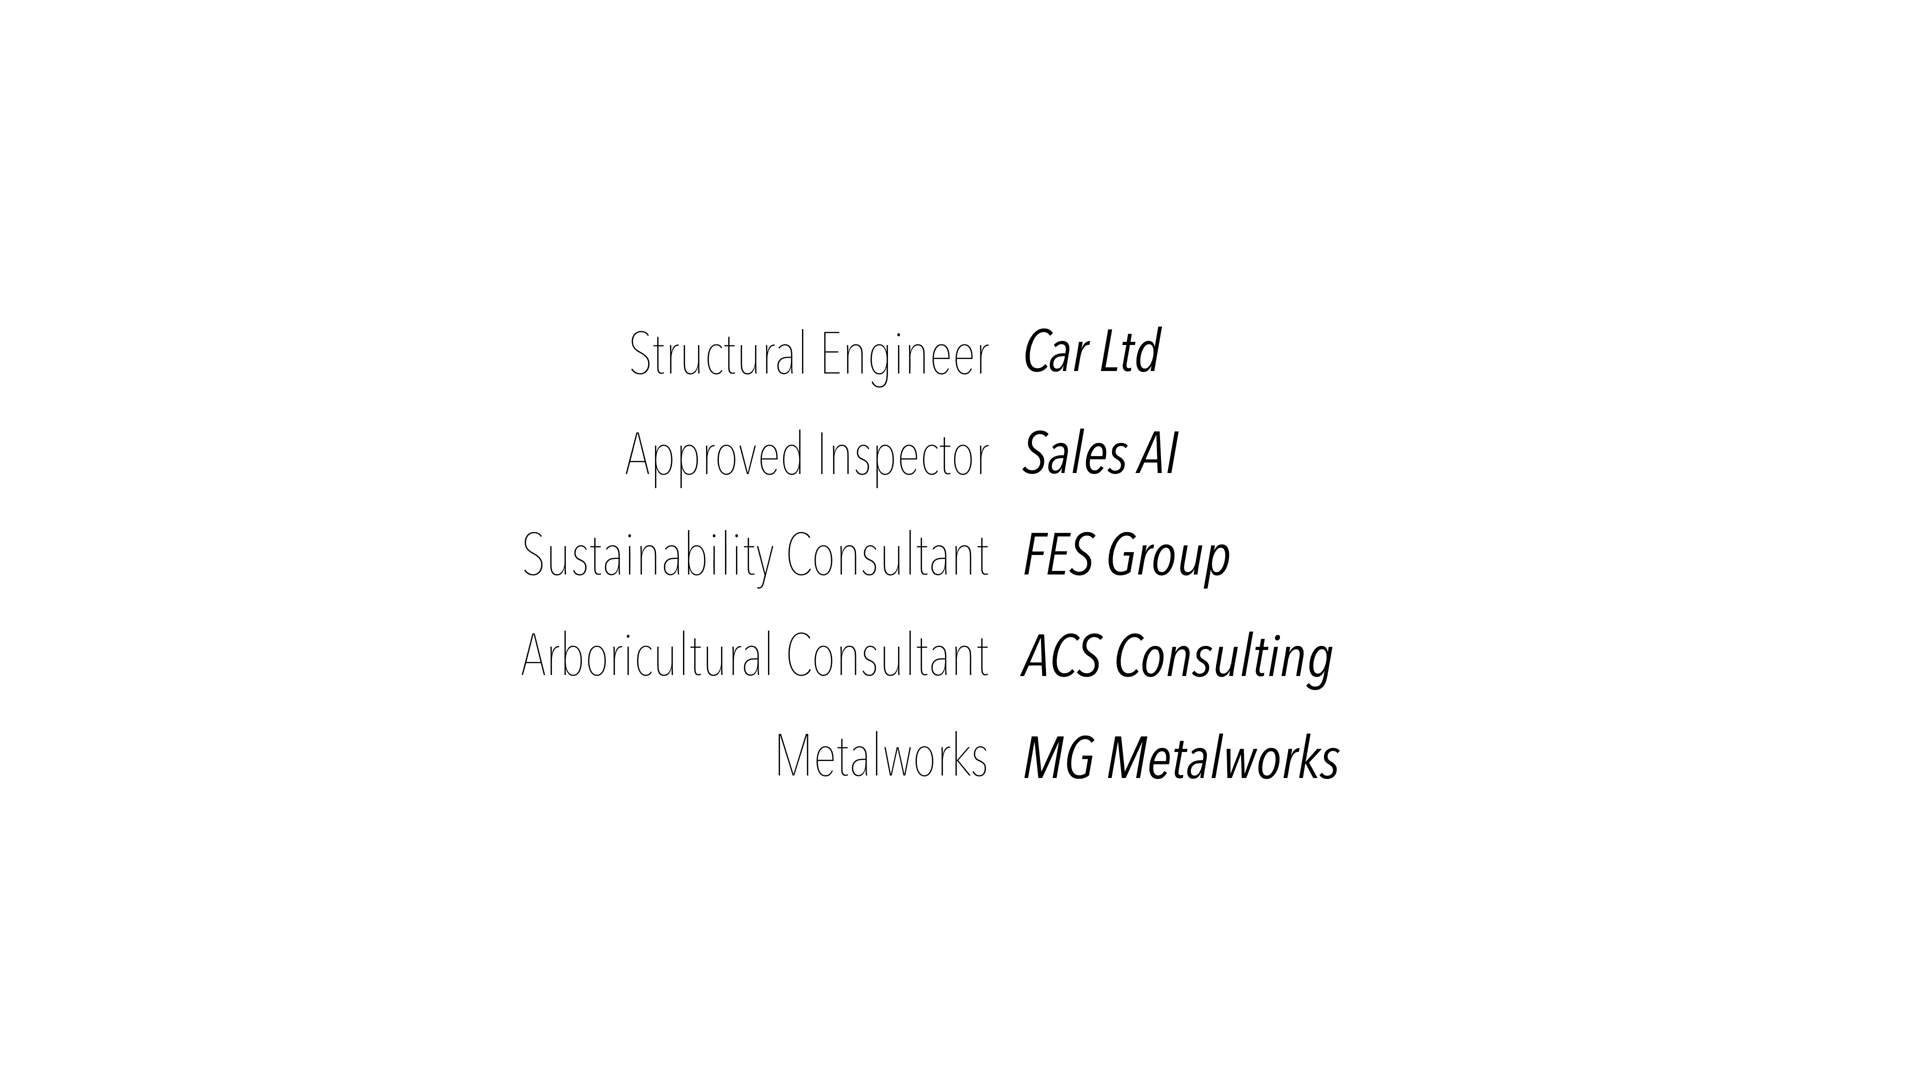 Structural Engineer Car Ltd
Approved Inspector Sales AI
Sustainability Consultant FES Group
Arboricultural Consultant ACS Consulting
Metalworks MG Metalworks